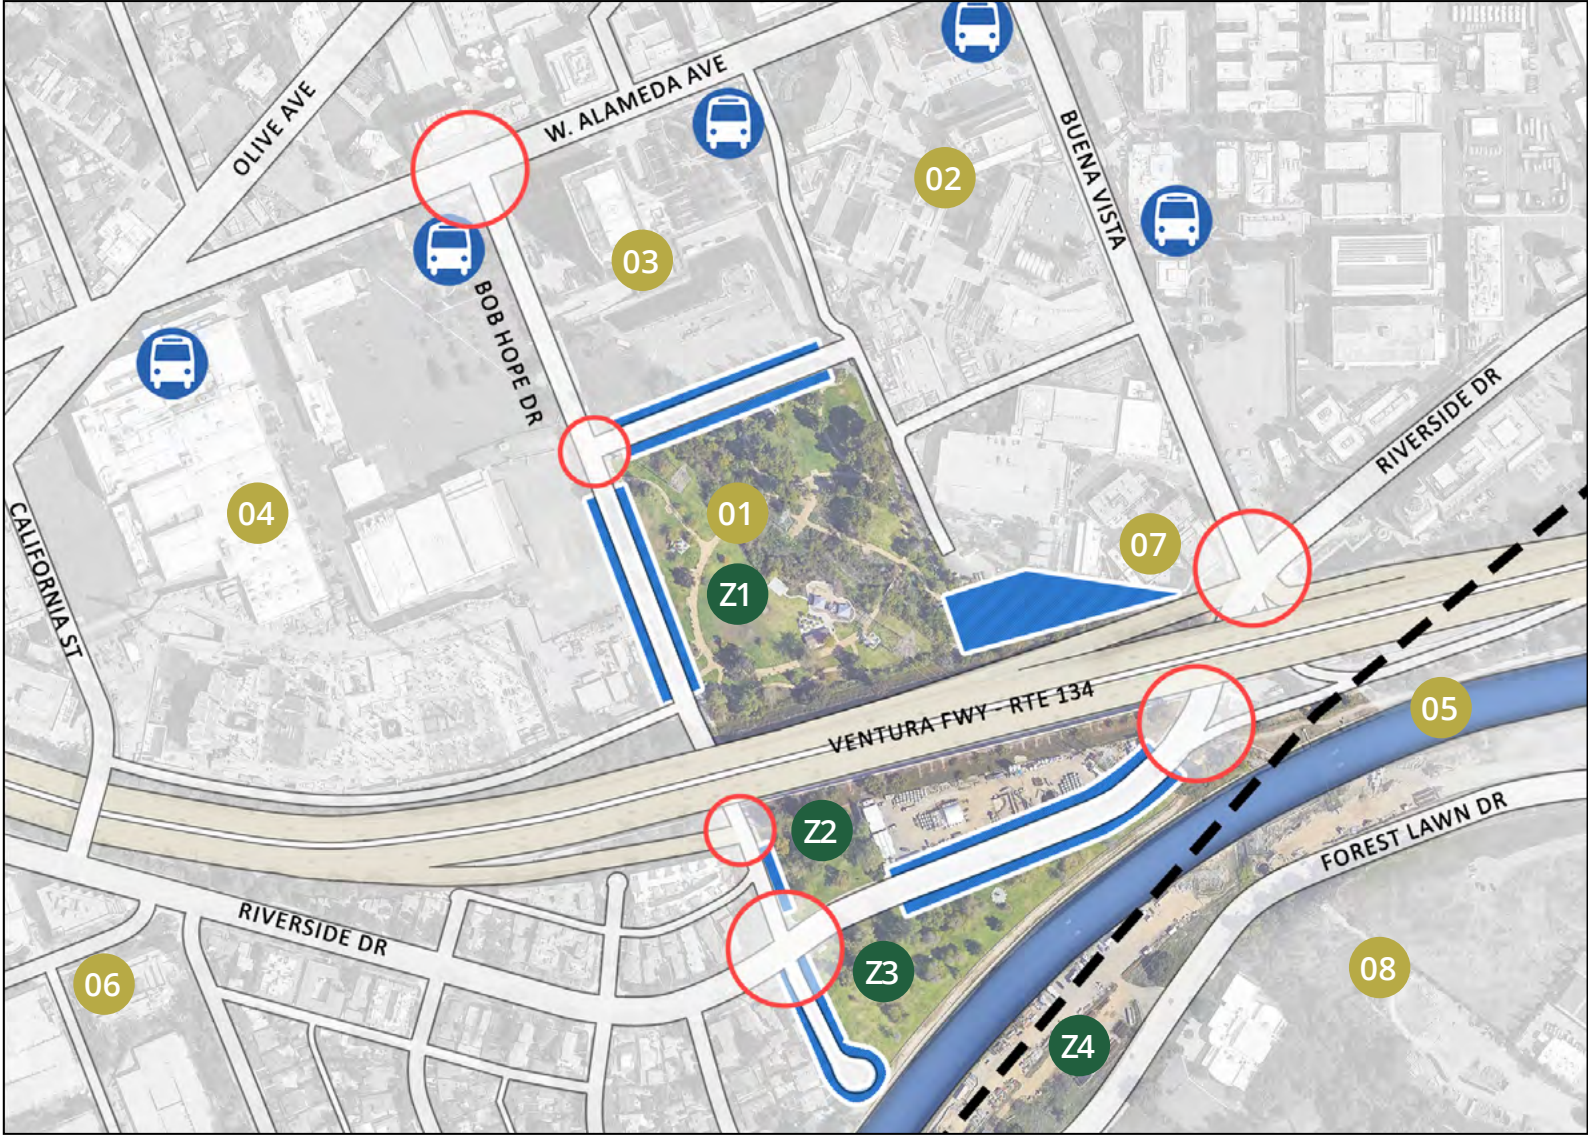 OLIVE AVE
W. ALAMEDA AVE
BUENA VISTA
02
03
BOB HOPE DR
RIVERSIDE DR
04
01
07
CALIFORNIA ST
Z1
VENTURA FWY - RTE 134
05
Z2
FOREST LAWN DR
RIVERSIDE DR
06
Z3
08
Z4